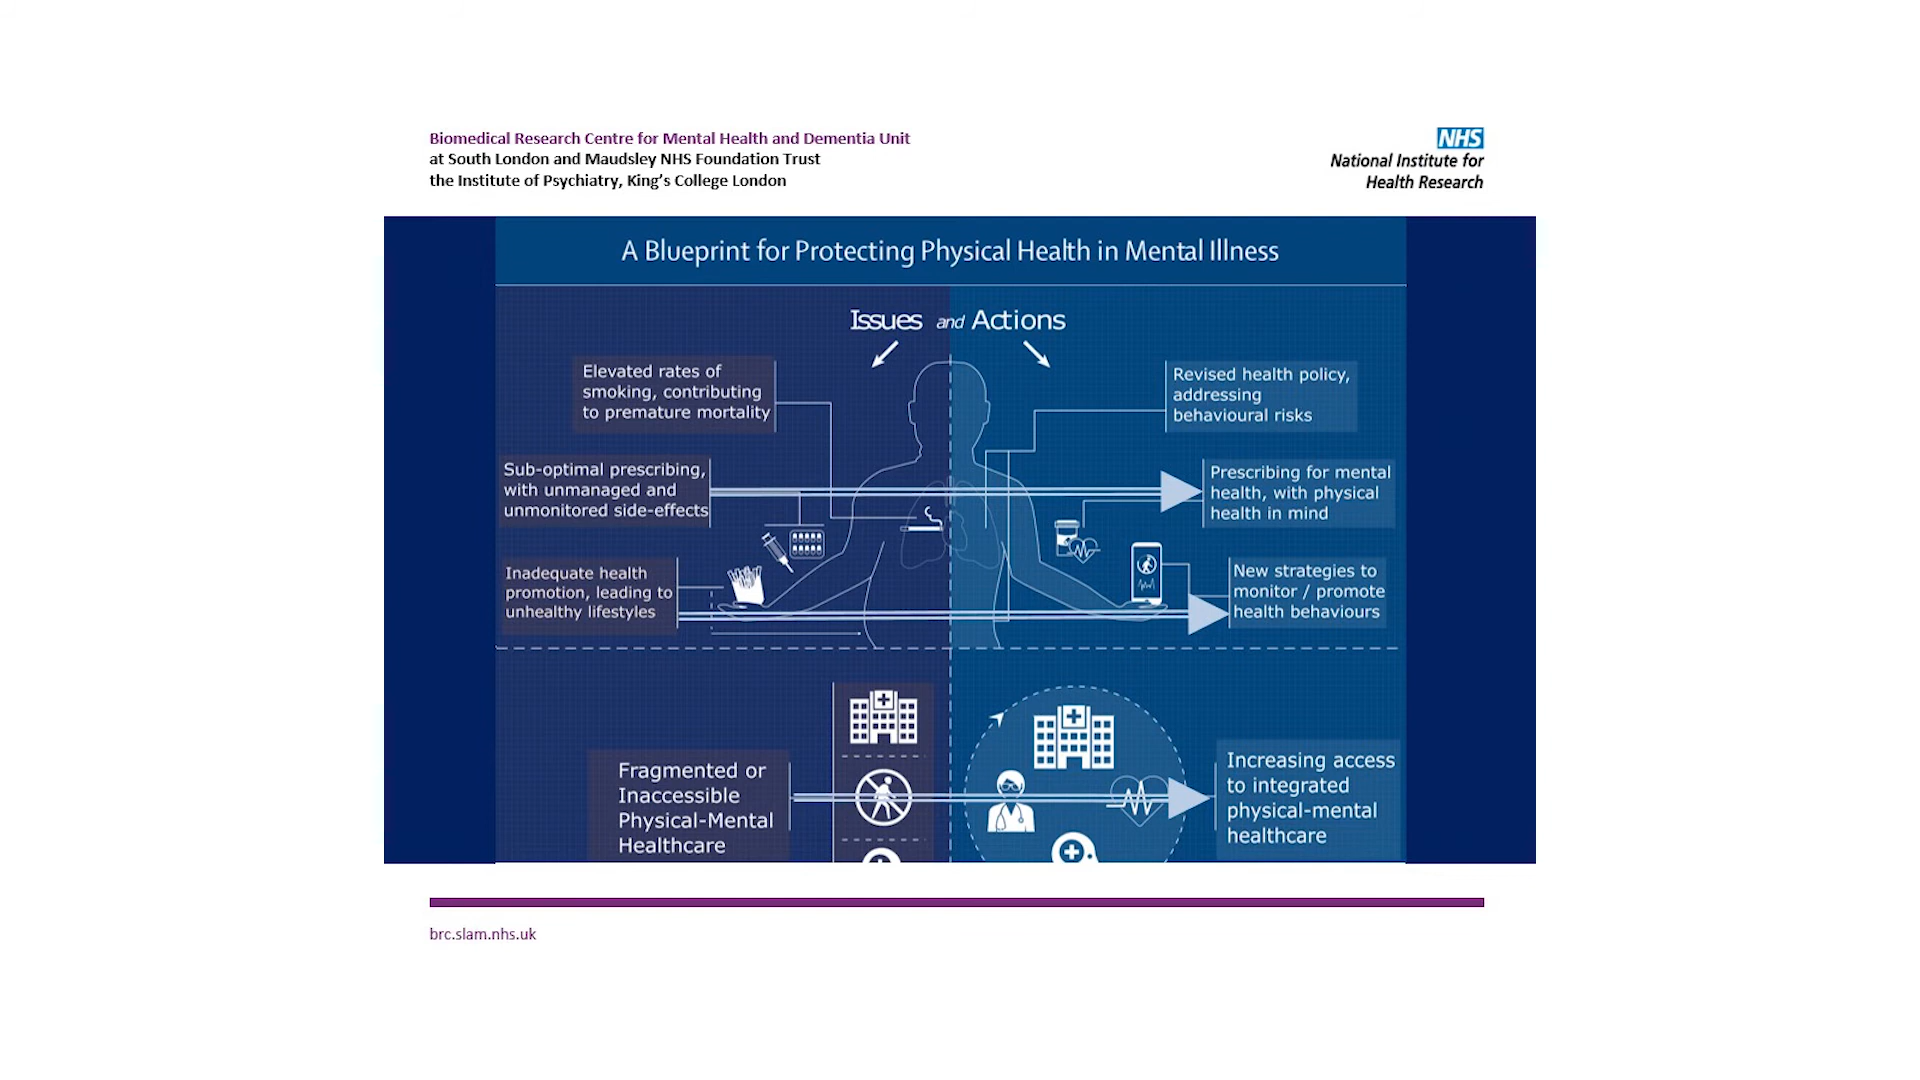 Biomedical Research Centre for Mental Health and Dementia Unit
at South London and Maudsley NHS Foundation Trust
the Institute of Psychiatry, King's College London
NHS
National Institute for
Health Research
A Blueprint for Protecting Physical Health in Mental Illness
Issues and Actions
Elevated rates of
smoking, contributing
to premature mortality
Revised health policy,
addressing
behavioural risks
Sub-optimal prescribing,
with unmanaged and
unmonitored side-effects
Prescribing for mental
health, with physical
health in mind
Inadequate health
promotion, leading to
unhealthy lifestyles
New strategies to
monitor / promote
health behaviours
Fragmented or
Inaccessible
Physical-Mental
Healthcare
Increasing access
to integrated
physical-mental
healthcare
brc.slam.nhs.uk